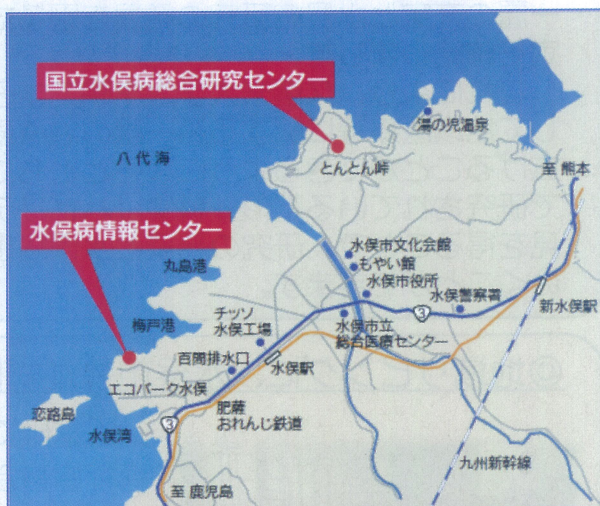 国立水俣病総合研究センター
湯の児温泉
八代海
とんとん峠
至 熊本
水俣病情報センター
丸島港
水俣市文化会館
もやい館
水俣市役所
水俣警察署
3
新水俣駅
チッソ
水俣工場
梅戸港
水俣市立
総合医療センター
百間排水口
水俣駅
エコパーク水俣
恋路島
肥薩
おれんじ鉄道
3
水俣湾
九州新幹線
至 鹿児島